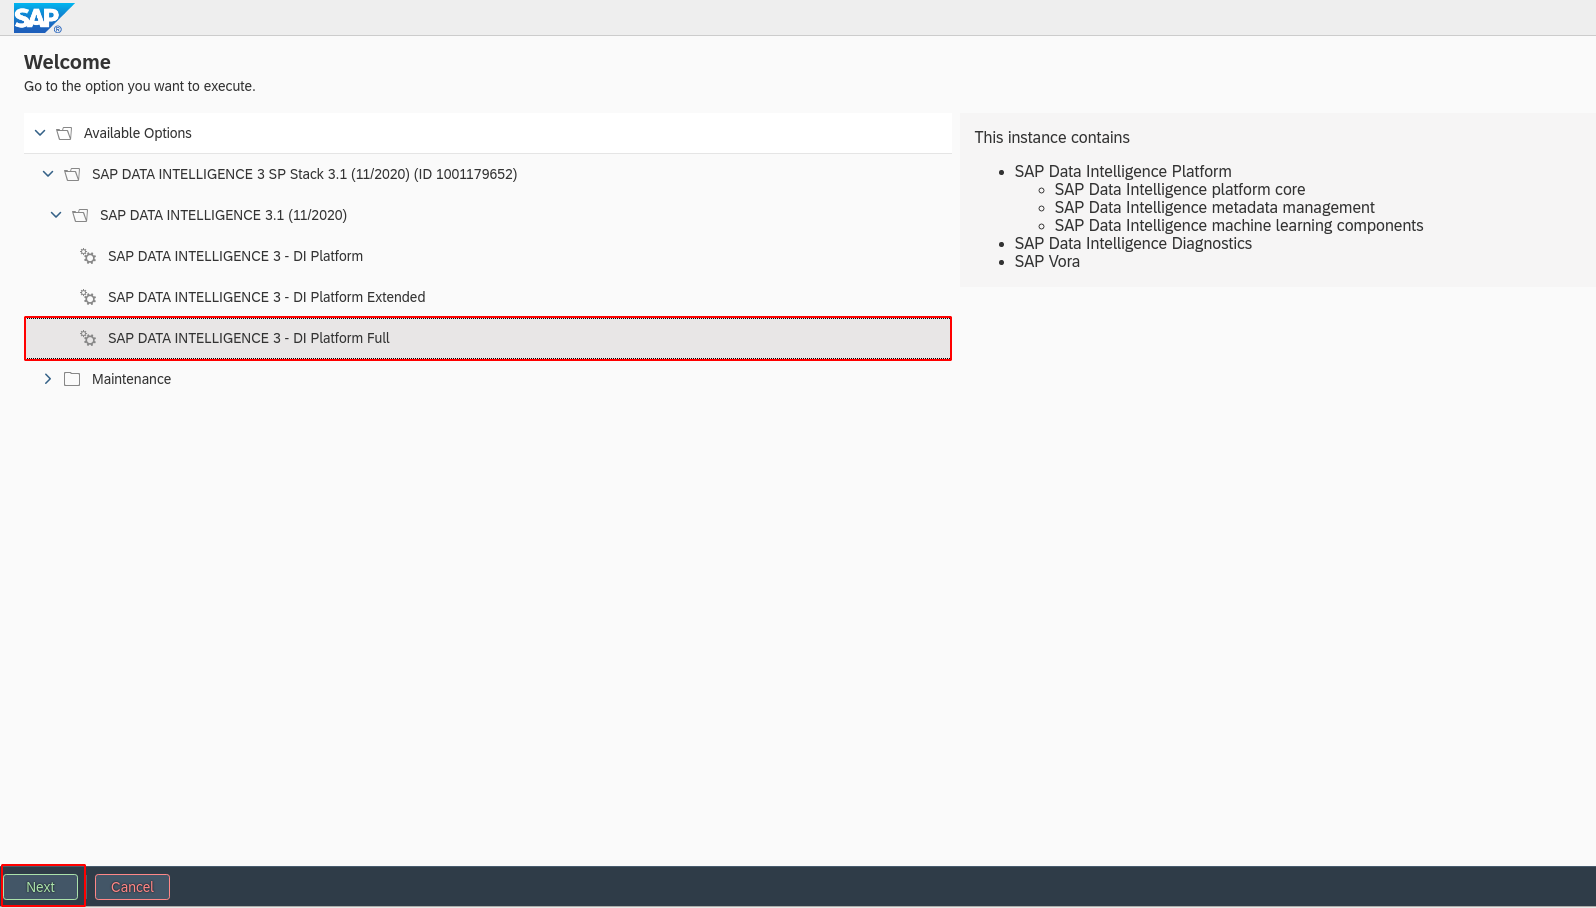 SAP®
Welcome
Go to the option you want to execute.
Available Options
SAP DATA INTELLIGENCE 3 SP Stack 3.1 (11/2020) (ID 1001179652)
SAP DATA INTELLIGENCE 3.1 (11/2020)
SAP DATA INTELLIGENCE 3 - DI Platform
SAP DATA INTELLIGENCE 3 - DI Platform Extended
SAP DATA INTELLIGENCE 3 - DI Platform Full
Maintenance
This instance contains
SAP Data Intelligence Platform
SAP Data Intelligence platform core
SAP Data Intelligence metadata management
SAP Data Intelligence machine learning components
SAP Data Intelligence Diagnostics
SAP Vora
Next
Cancel